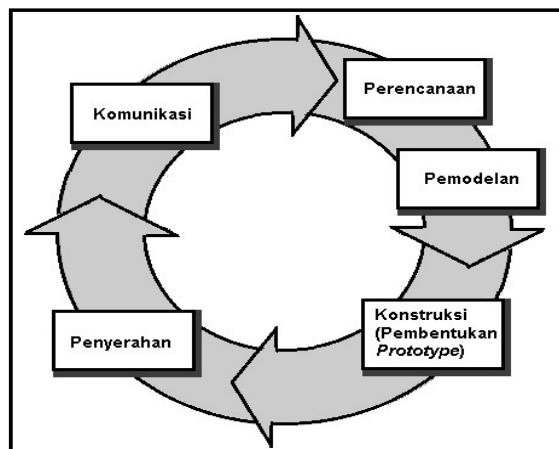 Komunikasi
Perencanaan
Pemodelan
Konstruksi
(Pembentukan
Prototype)
Penyerahan